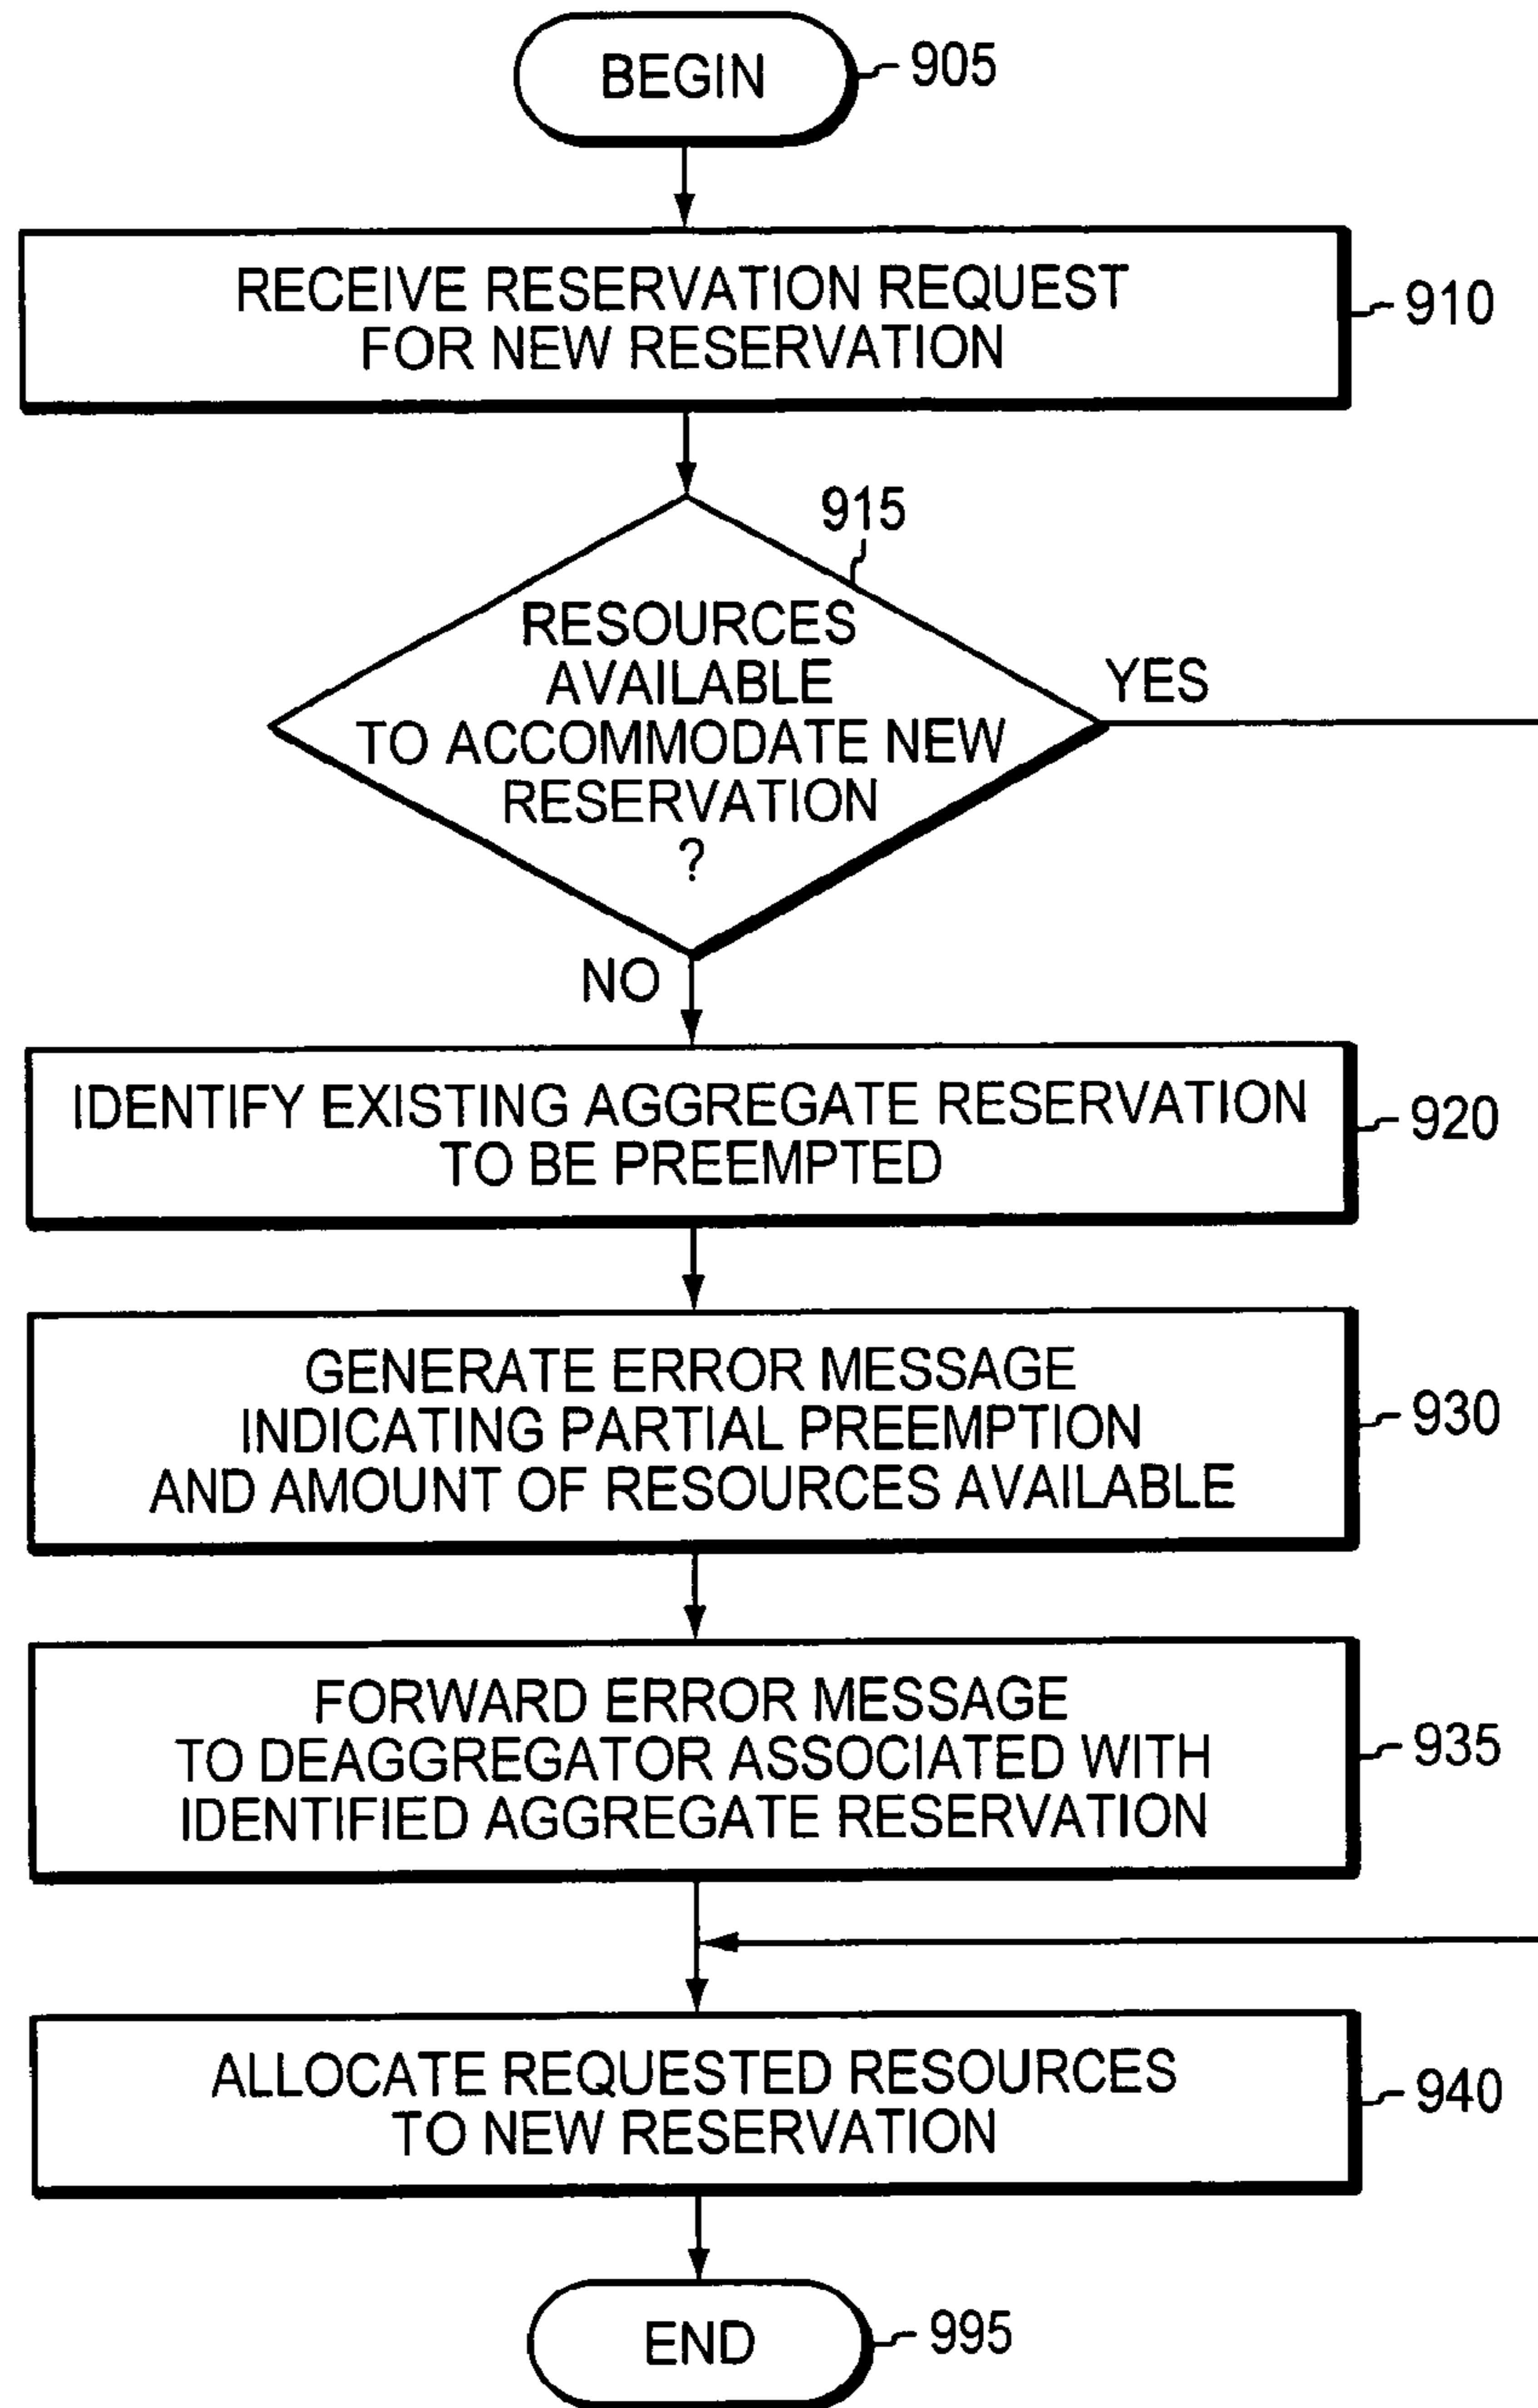 BEGIN
905
RECEIVE RESERVATION REQUEST
FOR NEW RESERVATION
910
915
RESOURCES
AVAILABLE
TO ACCOMMODATE NEW
RESERVATION
?
YES
NO
IDENTIFY EXISTING AGGREGATE RESERVATION
TO BE PREEMPTED
920
GENERATE ERROR MESSAGE
INDICATING PARTIAL PREEMPTION
AND AMOUNT OF RESOURCES AVAILABLE
930
FORWARD ERROR MESSAGE
TO DEAGGREGATOR ASSOCIATED WITH
IDENTIFIED AGGREGATE RESERVATION
935
ALLOCATE REQUESTED RESOURCES
TO NEW RESERVATION
940
END
995